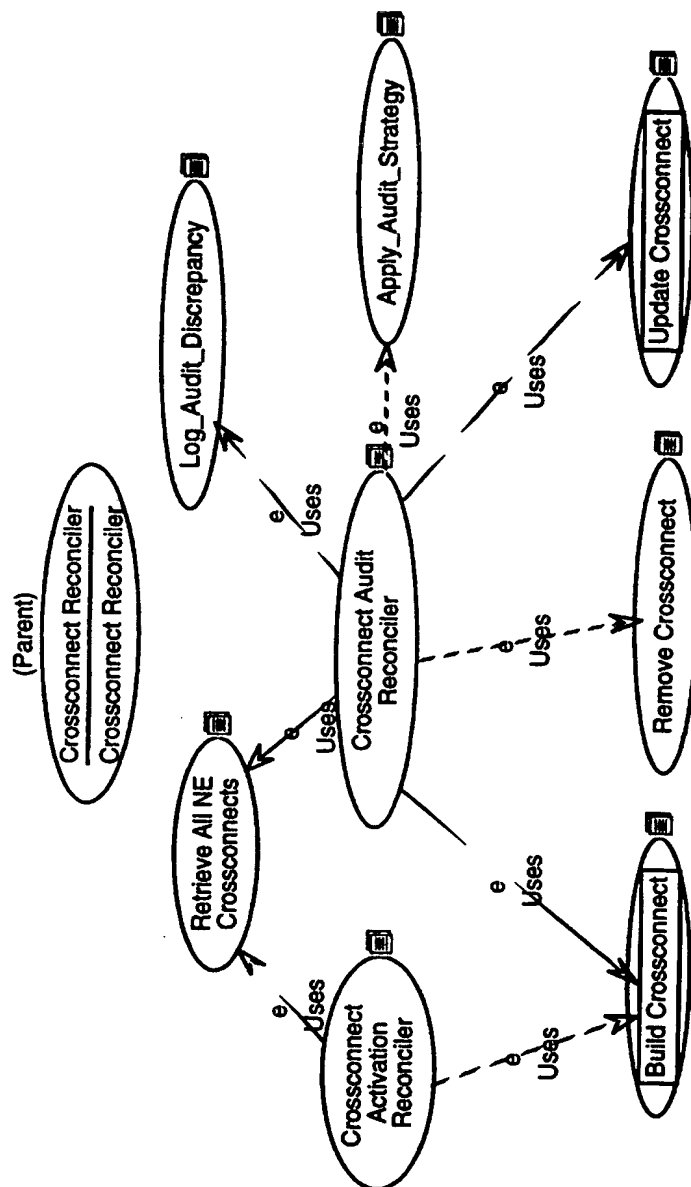 (Parent)
Crossconnect Reconciler
Crossconnect Reconciler
Retrieve All NE
Crossconnects
Log_Audit_Discrepancy
e
Uses
e
Uses
e
Uses
Crossconnect
Activation
Reconciler
Crossconnect Audit
Reconciler
e
Uses
Apply_Audit_Strategy
e
Uses
e
Uses
e
Uses
e
Uses
Build Crossconnect
Remove Crossconnect
Update Crossconnect